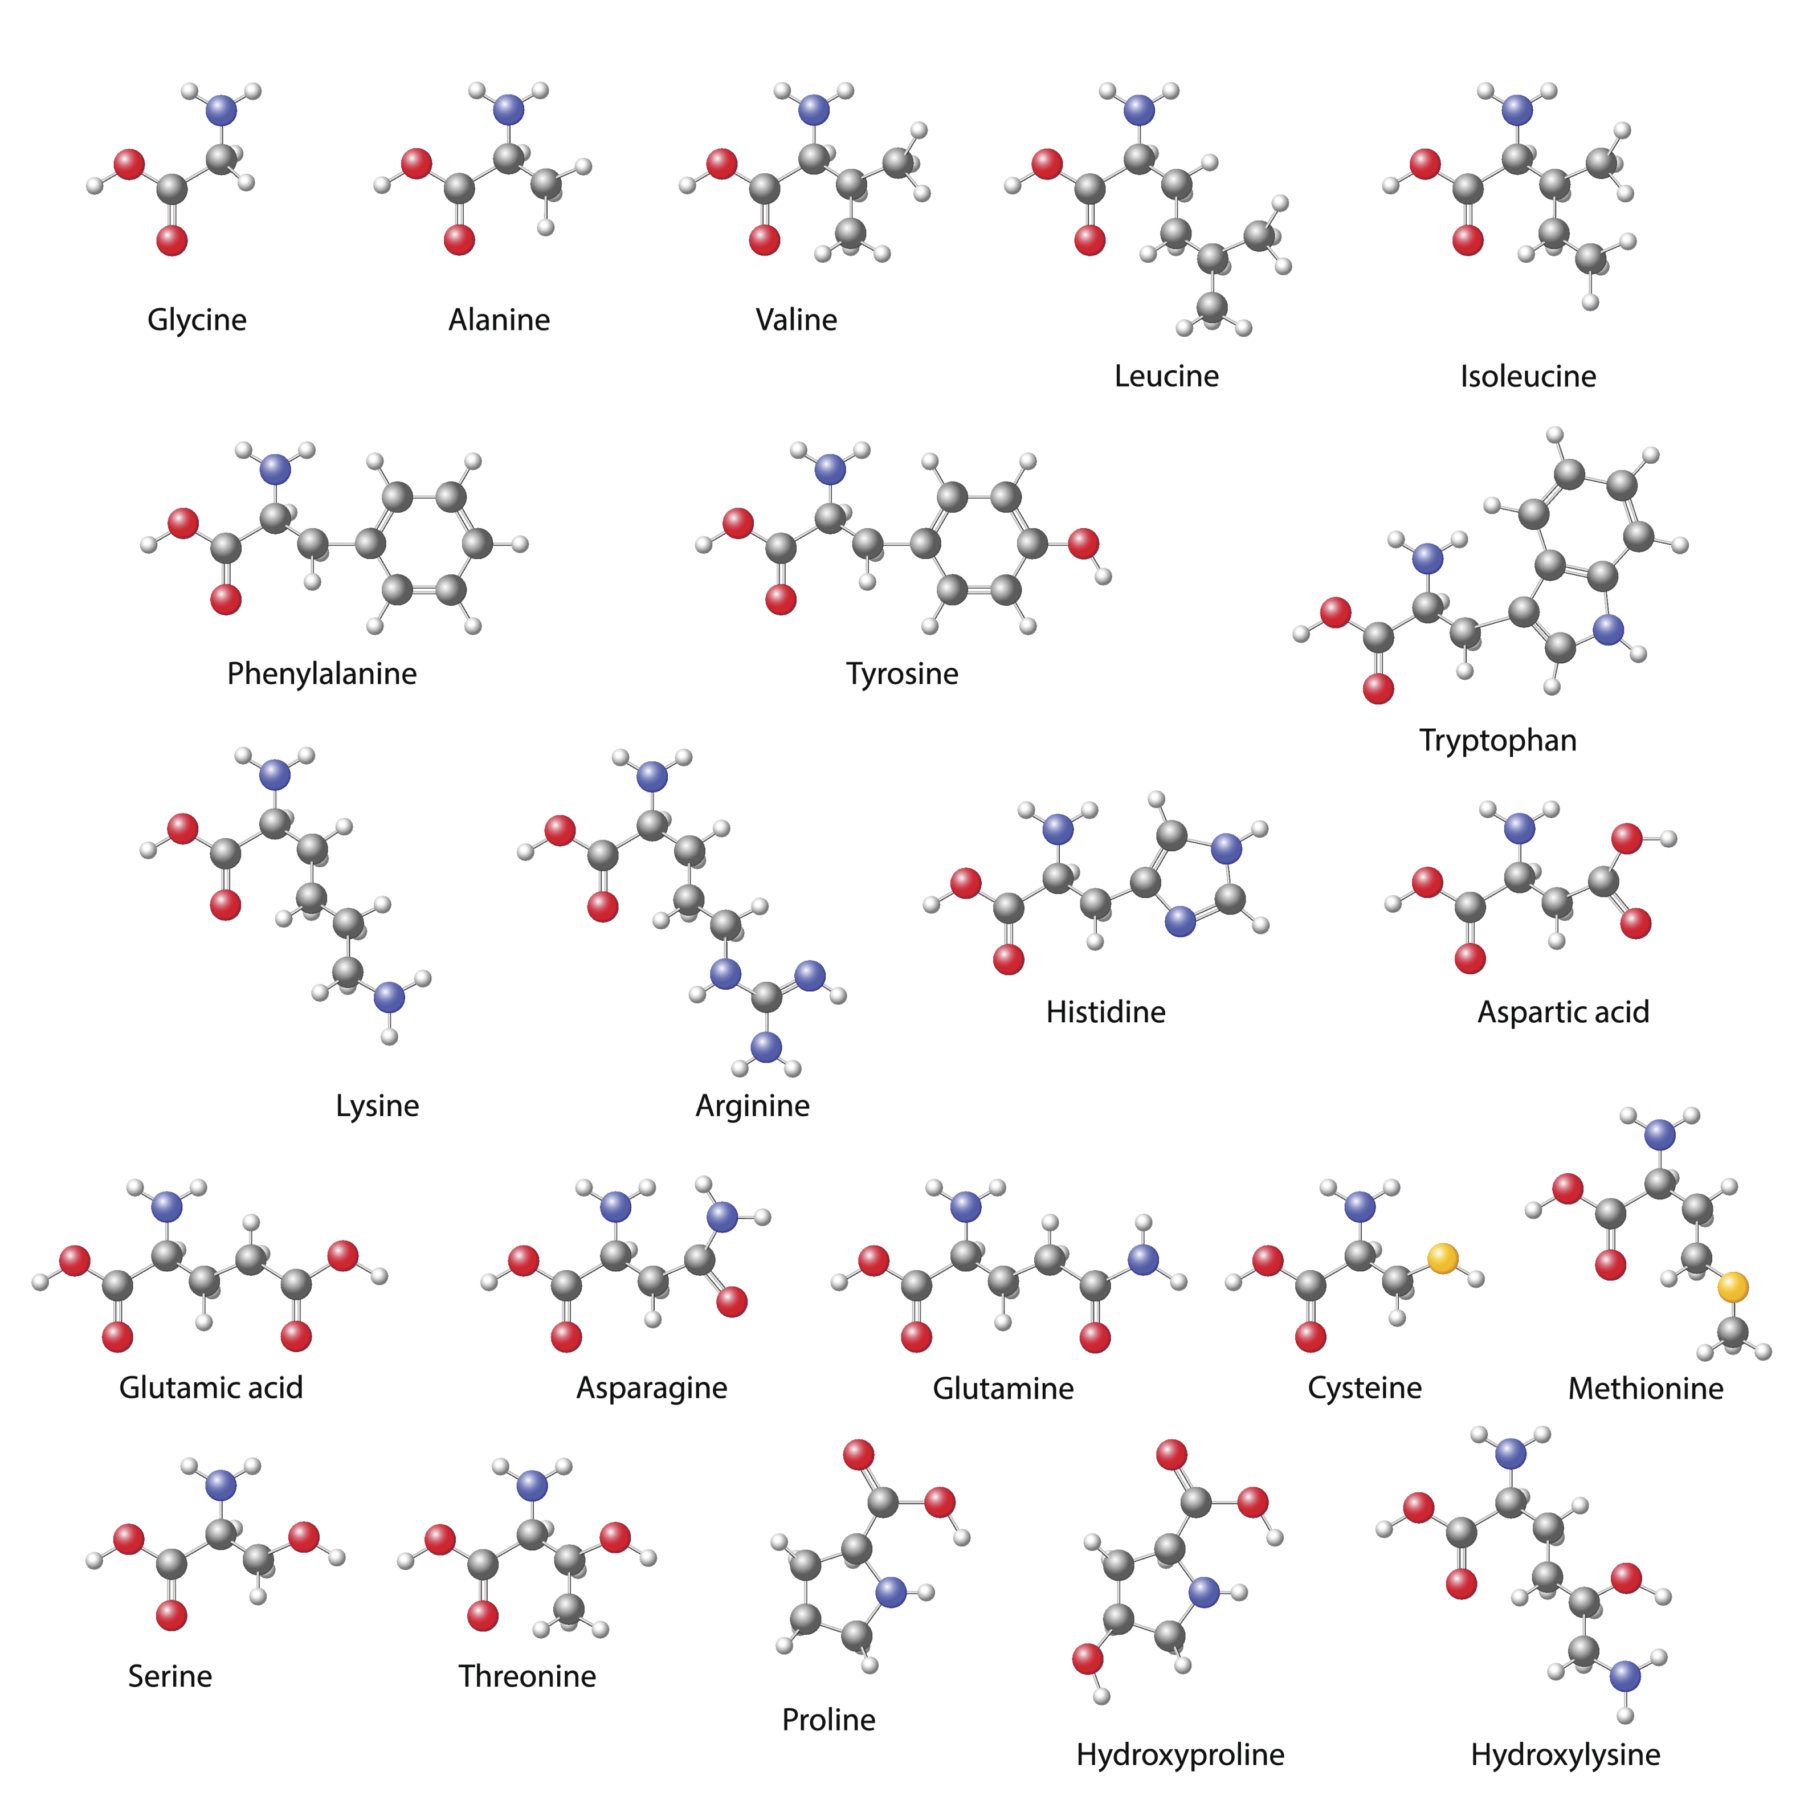 Glycine
Alanine
Valine
Leucine
Isoleucine
Phenylalanine
Tyrosine
Tryptophan
Lysine
Arginine
Histidine
Aspartic acid
Glutamic acid
Asparagine
Glutamine
Cysteine
Methionine
Serine
Threonine
Proline
Hydroxyproline
Hydroxylysine